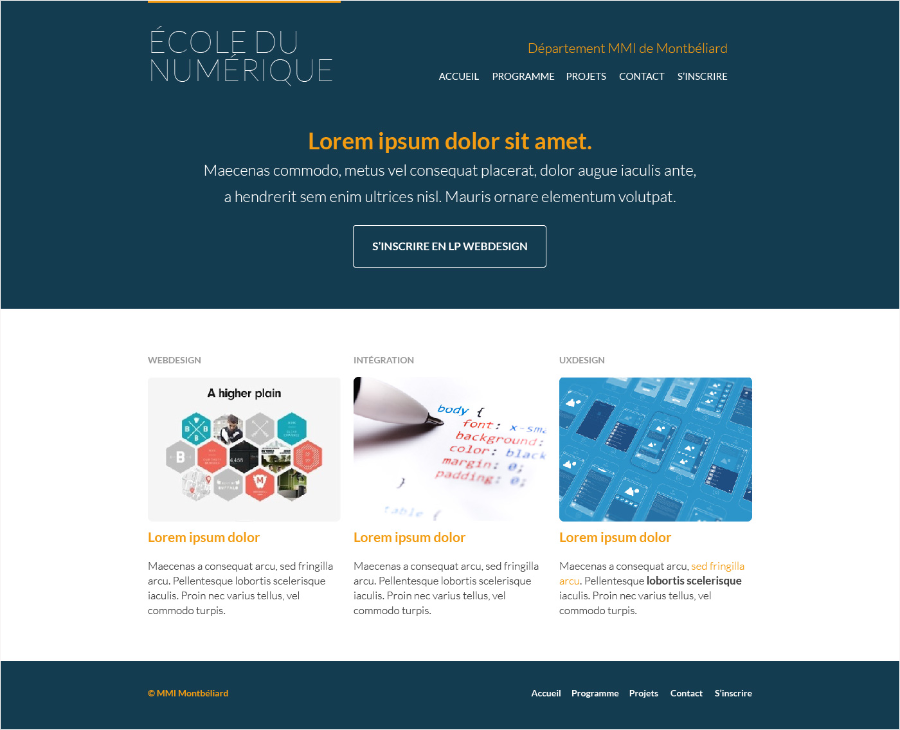 ÉCOLE DU
NUMÉRIQUE
Département MMI de Montbéliard
ACCUEIL PROGRAMME PROJETS CONTACT S'INSCRIRE
Lorem ipsum dolor sit amet.
Maecenas commodo, metus vel consequat placerat, dolor augue iaculis ante,
a hendrerit sem enim ultrices nisl. Mauris ornare elementum volutpat.
S'INSCRIRE EN LP WEBDESIGN
WEBDESIGN
A higher plain
B
B B
B
B
B
M
Lorem ipsum dolor
Maecenas a consequat arcu, sed fringilla
arcu. Pellentesque lobortis scelerisque
iaculis. Proin nec varius tellus, vel
commodo turpis.
INTÉGRATION
body {
font: x-sma
background:
color: black
margin: 0;
padding: 0;
}
table {
Lorem ipsum dolor
Maecenas a consequat arcu, sed fringilla
arcu. Pellentesque lobortis scelerisque
iaculis. Proin nec varius tellus, vel
commodo turpis.
UXDESIGN
Lorem ipsum dolor
Maecenas a consequat arcu, sed fringilla
arcu. Pellentesque lobortis scelerisque
iaculis. Proin nec varius tellus, vel
commodo turpis.
© MMI Montbéliard
Accueil Programme Projets Contact S'inscrire